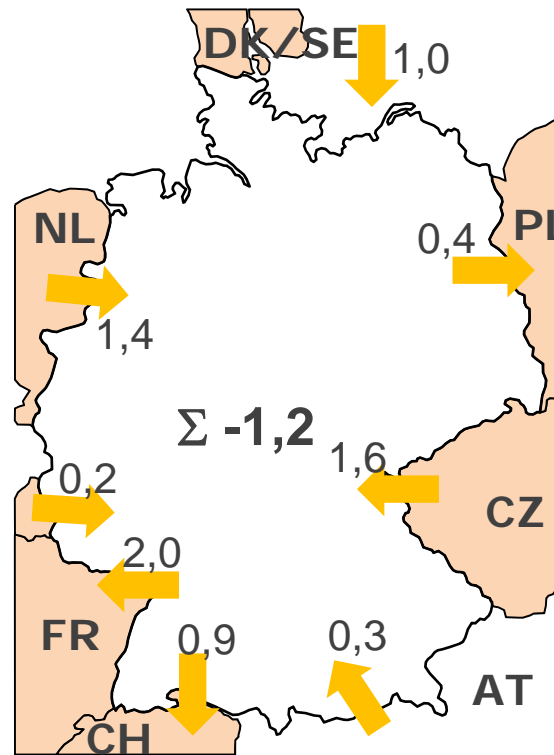 DK/SE
1,0
NL
PL
0,4
1,4
Σ -1,2
1,6
0,2
CZ
2,0
FR
0,9
0,3
AT
CH